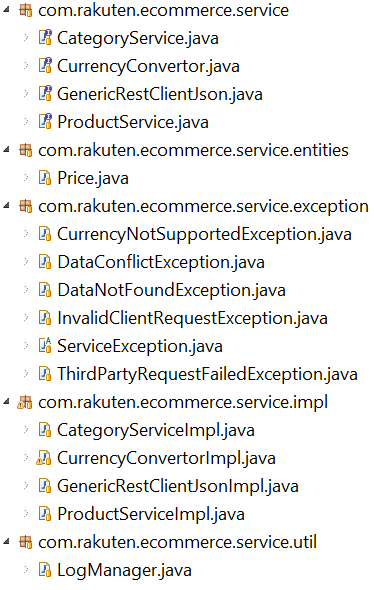 com.rakuten.ecommerce.service
CategoryService.java
CurrencyConvertor.java
GenericRestClientJson.java
ProductService.java
com.rakuten.ecommerce.service.entities
Price.java
com.rakuten.ecommerce.service.exception
CurrencyNotSupportedException.java
DataConflictException.java
DataNotFoundException.java
InvalidClientRequestException.java
ServiceException.java
ThirdPartyRequestFailedException.java
com.rakuten.ecommerce.service.impl
CategoryServiceImpl.java
CurrencyConvertorImpl.java
GenericRestClientJsonImpl.java
ProductServiceImpl.java
com.rakuten.ecommerce.service.util
LogManager.java